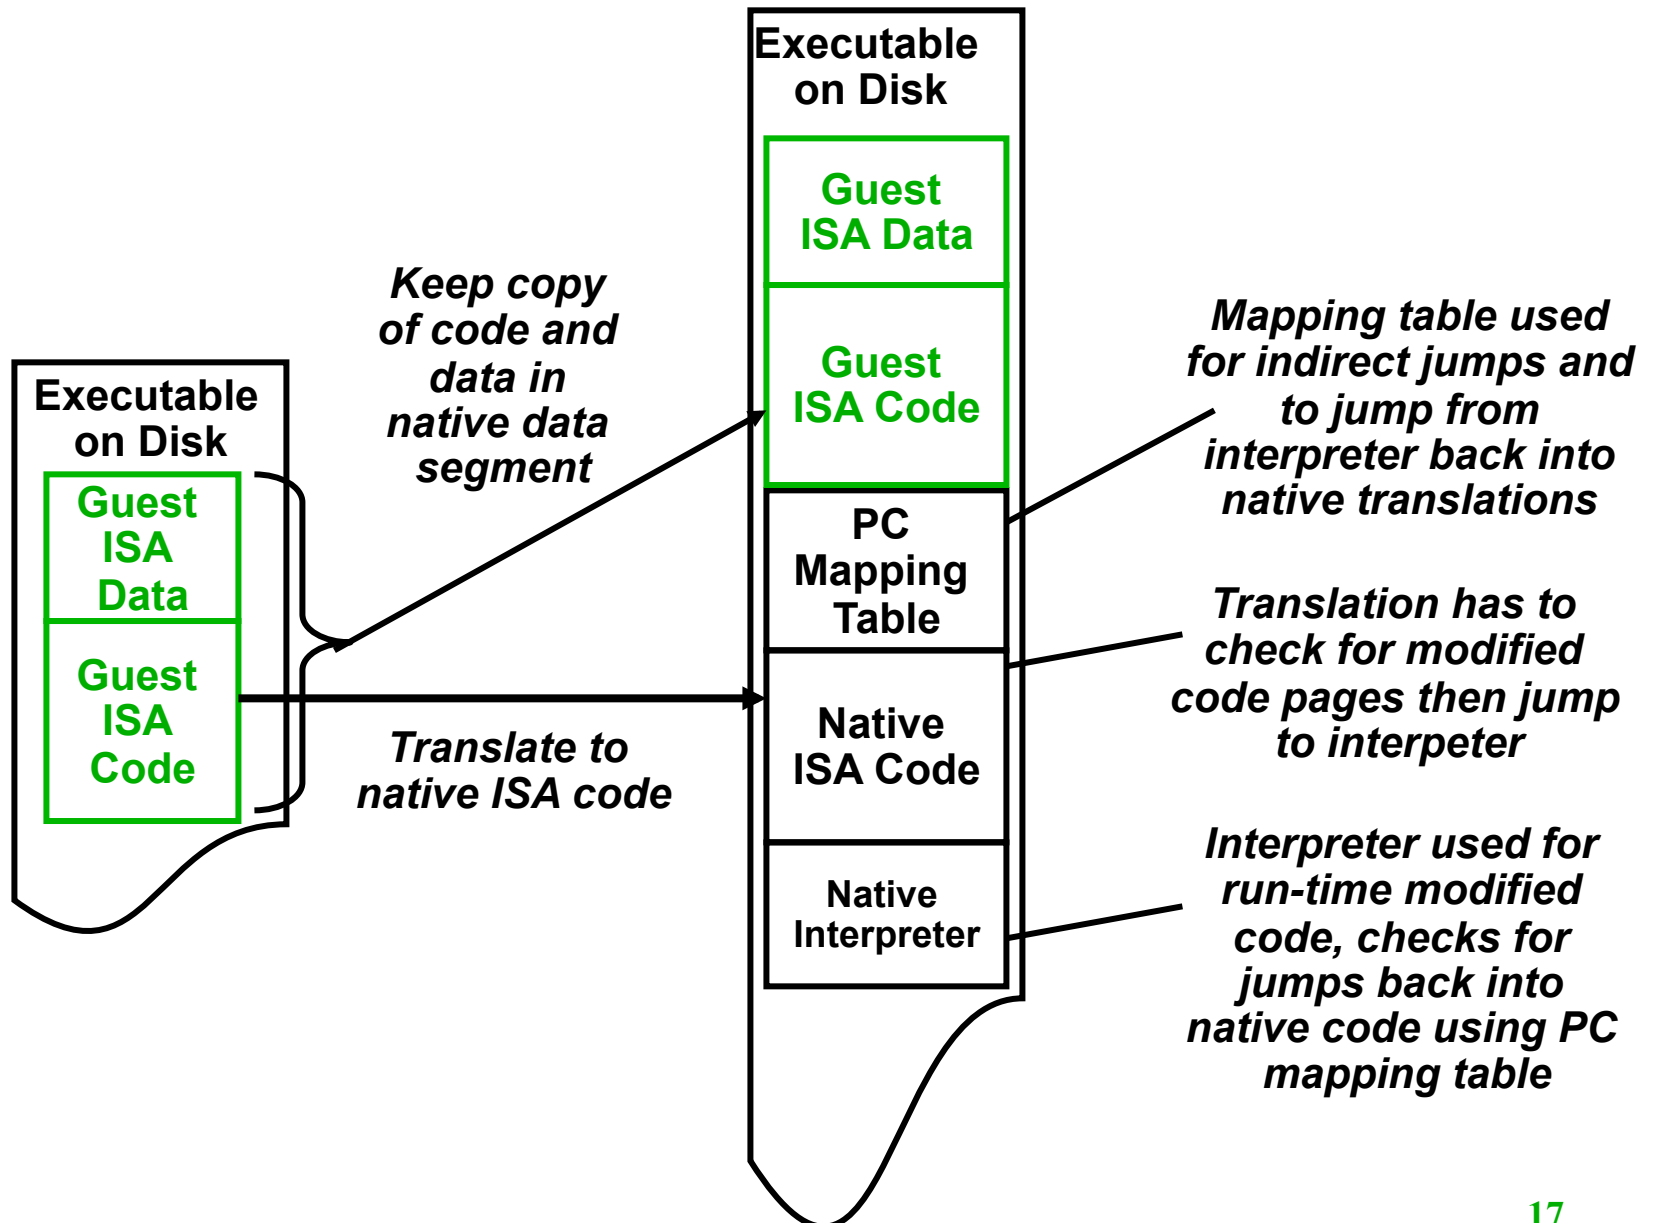 Executable
on Disk
Guest
ISA
Data
Guest
ISA
Code
Keep copy
of code and
data in
native data
segment
Translate to
native ISA code
Executable
on Disk
Guest
ISA Data
Guest
ISA Code
PC
Mapping
Table
Native
ISA Code
Native
Interpreter
Mapping table used
for indirect jumps and
to jump from
interpreter back into
native translations
Translation has to
check for modified
code pages then jump
to interpeter
Interpreter used for
run-time modified
code, checks for
jumps back into
native code using PC
mapping table
17